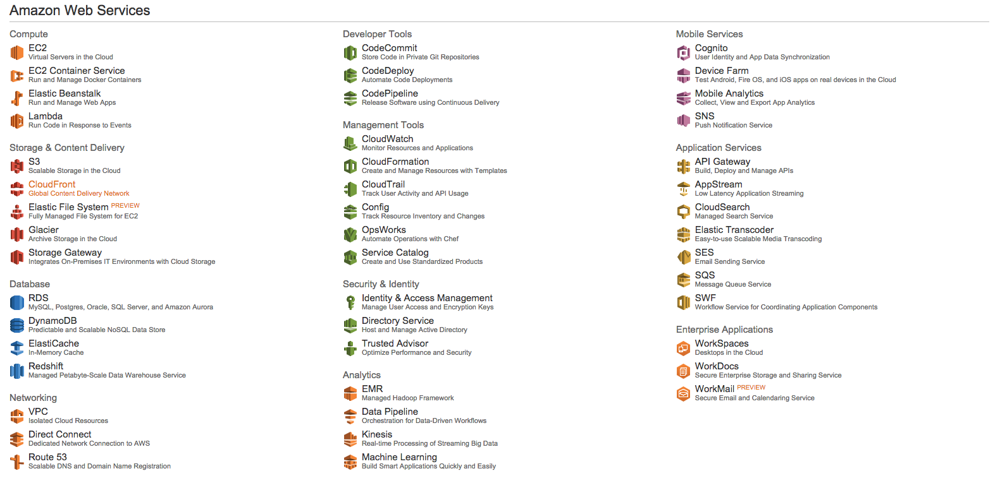 Amazon Web Services
Compute
EC2
Virtual Servers in the Cloud
EC2 Container Service
Run and Manage Docker Containers
Elastic Beanstalk
Run and Manage Web Apps
Lambda
Run Code in Response to Events
Storage & Content Delivery
S3
Scalable Storage in the Cloud
CloudFront
Global Content Delivery Network
Elastic File System PREVIEW
Fully Managed File System for EC2
Glacier
Archive Storage in the Cloud
Storage Gateway
Integrates On-Premises IT Environments with Cloud Storage
Database
RDS
MySQL, Postgres, Oracle, SQL Server, and Amazon Aurora
DynamoDB
Predictable and Scalable NoSQL Data Store
ElastiCache
In-Memory Cache
Redshift
Managed Petabyte-Scale Data Warehouse Service
Networking
VPC
Isolated Cloud Resources
Direct Connect
Dedicated Network Connection to AWS
Route 53
Scalable DNS and Domain Name Registration
Developer Tools
CodeCommit
Store Code in Private Git Repositories
CodeDeploy
Automate Code Deployments
CodePipeline
Release Software using Continuous Delivery
Management Tools
CloudWatch
Monitor Resources and Applications
CloudFormation
Create and Manage Resources with Templates
CloudTrail
Track User Activity and API Usage
Config
Track Resource Inventory and Changes
OpsWorks
Automate Operations with Chef
Service Catalog
Create and Use Standardized Products
Security & Identity
Identity & Access Management
Manage User Access and Encryption Keys
Directory Service
Host and Manage Active Directory
Trusted Advisor
Optimize Performance and Security
Analytics
EMR
Managed Hadoop Framework
Data Pipeline
Orchestration for Data-Driven Workflows
Kinesis
Real-time Processing of Streaming Big Data
Machine Learning
Build Smart Applications Quickly and Easily
Mobile Services
Cognito
User Identity and App Data Synchronization
Device Farm
Test Android, Fire OS, and iOS apps on real devices in the Cloud
Mobile Analytics
Collect, View and Export App Analytics
SNS
Push Notification Service
Application Services
API Gateway
Build, Deploy and Manage APIs
AppStream
Low Latency Application Streaming
CloudSearch
Managed Search Service
Elastic Transcoder
Easy-to-use Scalable Media Transcoding
SES
Email Sending Service
SQS
Message Queue Service
SWF
Workflow Service for Coordinating Application Components
Enterprise Applications
WorkSpaces
Desktops in the Cloud
WorkDocs
Secure Enterprise Storage and Sharing Service
WorkMail PREVIEW
Secure Email and Calendaring Service